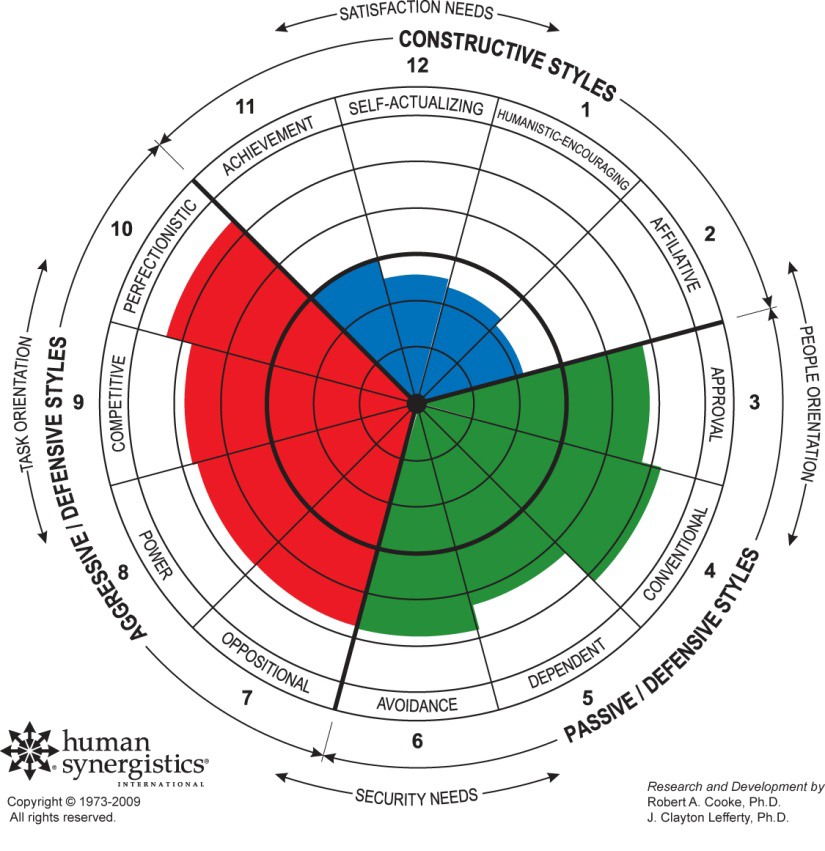 SATISFACTION NEEDS
CONSTRUCTIVE STYLES
12
11
1
SELF-ACTUALIZING
ACHIEVEMENT
HUMANISTIC-ENCOURAGING
10
PERFECTIONISTIC
AFFILIATIVE
2
TASK ORIENTATION
AGGRESSIVE / DEFENSIVE STYLES
9
COMPETITIVE
APPROVAL
3
PEOPLE ORIENTATION
8
POWER
CONVENTIONAL
4
PASSIVE / DEFENSIVE STYLES
OPPOSITIONAL
7
AVOIDANCE
6
DEPENDENT
5
SECURITY NEEDS
human
synergistics®
INTERNATIONAL
Copyright © 1973-2009
All rights reserved.
Research and Development by
Robert A. Cooke, Ph.D.
J. Clayton Lefferty, Ph.D.